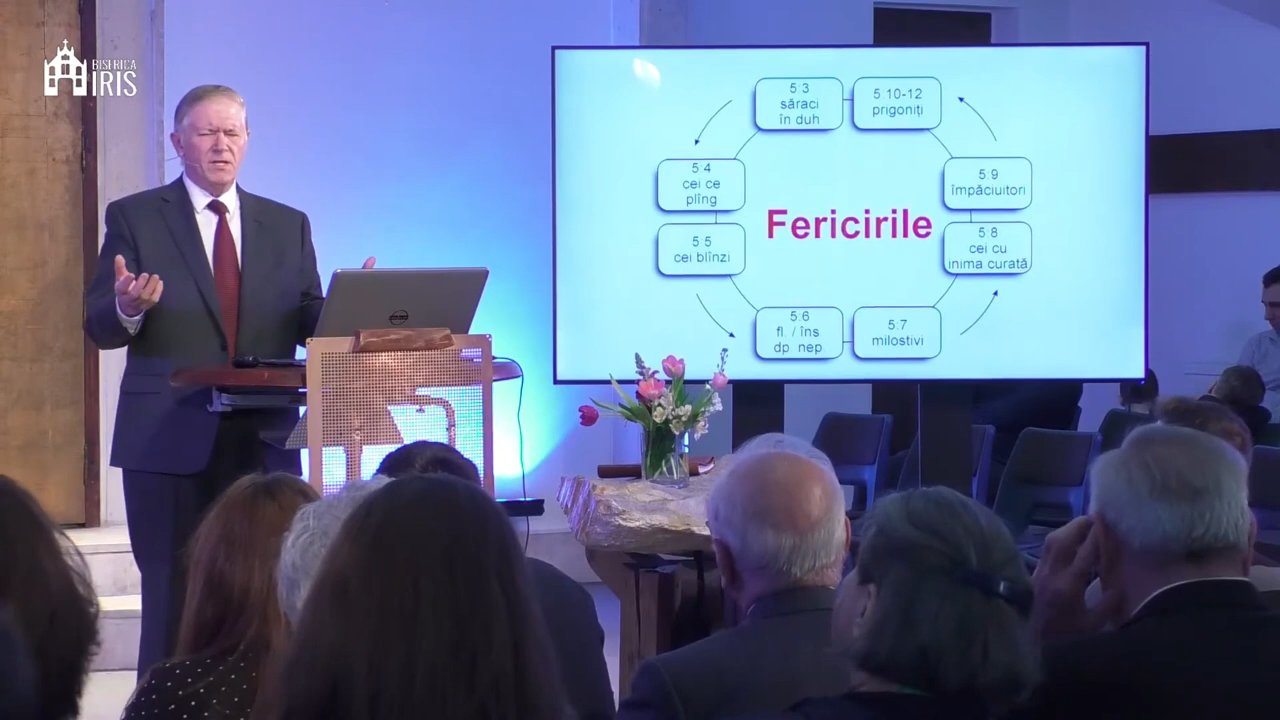 BISERICA
IRIS
5:3
săraci
în duh
5:10-12
prigoniți
5:4
cei ce
plîng
5:9
împăciuitori
Fericirile
5:5
cei blînzi
5:8
cei cu
inima curată
5:6
fl. / îns
dp nep
5:7
milostivi